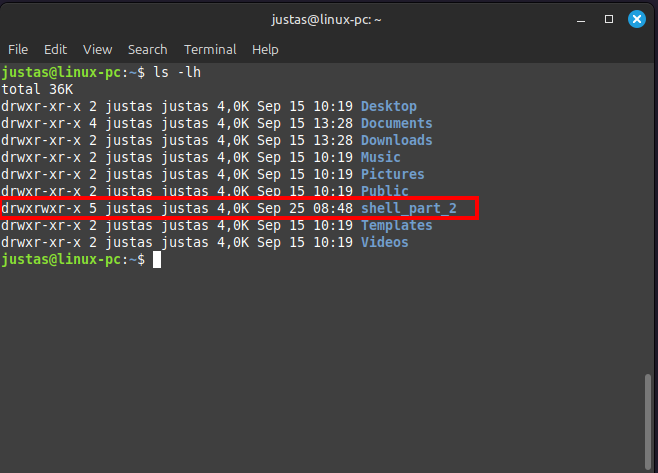 justas@linux-pc: ~
File Edit View Search Terminal Help
justas@linux-pc:~$ ls -lh
total 36K
drwxr-xr-x 2 justas justas 4,0K Sep 15 10:19 Desktop
drwxr-xr-x 4 justas justas 4,0K Sep 15 13:28 Documents
drwxr-xr-x 2 justas justas 4,0K Sep 15 13:28 Downloads
drwxr-xr-x 2 justas justas 4,0K Sep 15 10:19 Music
drwxr-xr-x 2 justas justas 4,0K Sep 15 10:19 Pictures
drwxr-xr-x 2 justas justas 4,0K Sep 15 10:19 Public
drwxrwxr-x 5 justas justas 4,0K Sep 25 08:48 shell_part_2
drwxr-xr-x 2 justas justas 4,0K Sep 15 10:19 Templates
drwxr-xr-x 2 justas justas 4,0K Sep 15 10:19 Videos
justas@linux-pc:~$